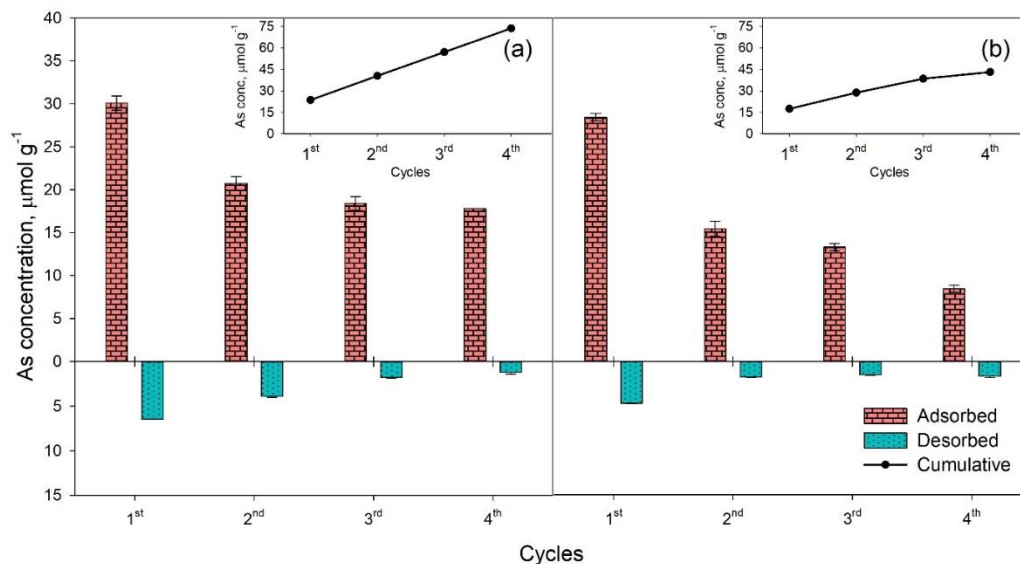 As concentration, µmol g⁻¹
40
35
30
25
20
15
10
5
0
5
10
15
1ˢᵗ
2ⁿᵈ
3ʳᵈ
4ᵗʰ
1ˢᵗ
2ⁿᵈ
3ʳᵈ
4ᵗʰ
Cycles
As conc, µmol g⁻¹
75
60
45
30
15
0
1ˢᵗ
2ⁿᵈ
3ʳᵈ
4ᵗʰ
Cycles
(a)
As conc, µmol g⁻¹
75
60
45
30
15
0
1ˢᵗ
2ⁿᵈ
3ʳᵈ
4ᵗʰ
Cycles
(b)
Adsorbed
Desorbed
Cumulative